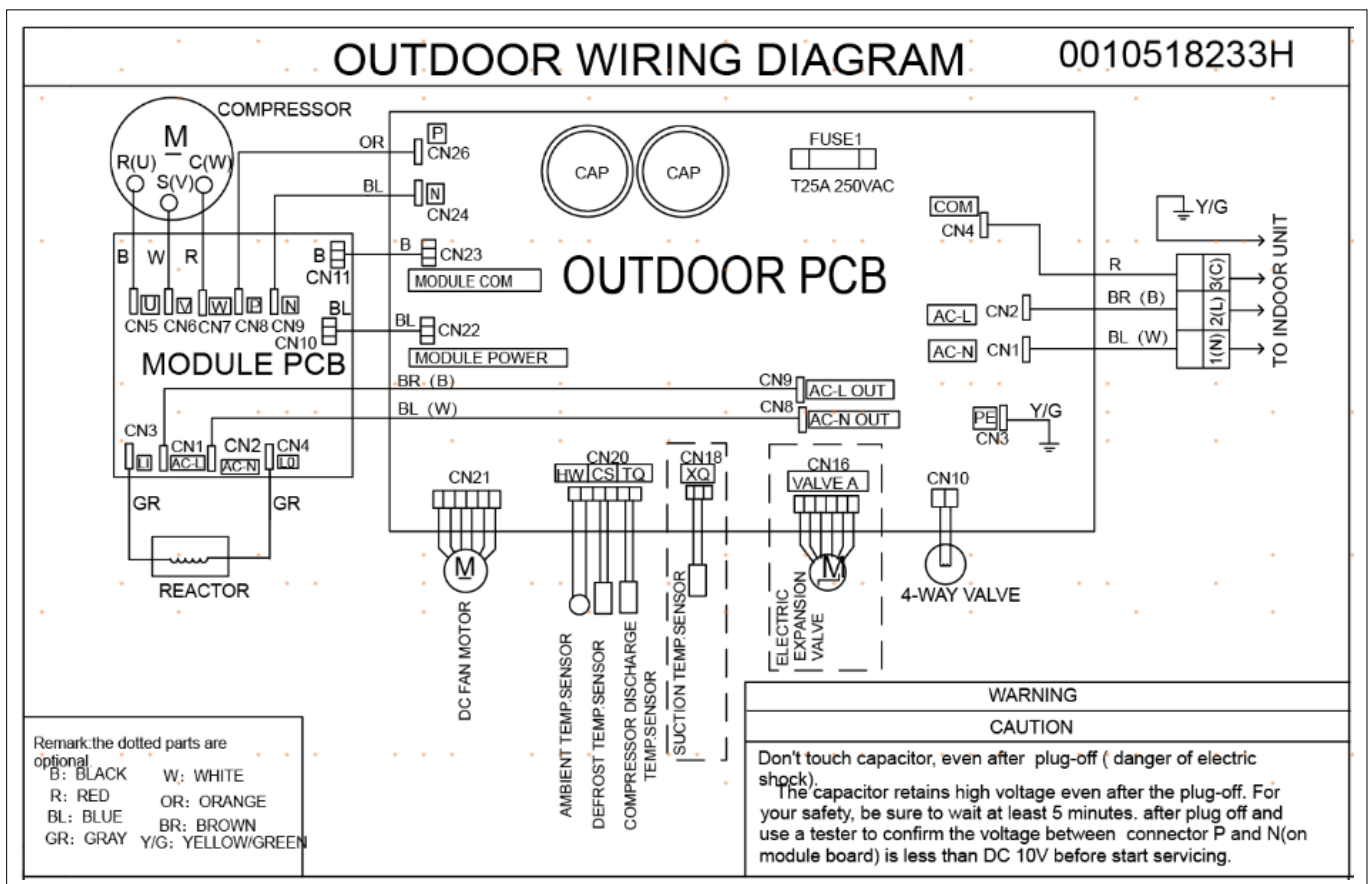 OUTDOOR WIRING DIAGRAM 0010518233H
COMPRESSOR
M
R(U) C(W)
S(V)
OR
P
CN26
BL
N
CN24
CAP
CAP
FUSE1
T25A 250VAC
COM
CN4
Y/G
B W R
B
CN11
B
CN23
MODULE COM
OUTDOOR PCB
R
3(C)
BR (B)
2(L)
BL (W)
1(N)
TO INDOOR UNIT
AC-L CN2
AC-N CN1
U V W P N
CN5 CN6 CN7 CN8 CN9
BL
CN10
BL
CN22
MODULE POWER
MODULE PCB
BR (B)
CN9
AC-L OUT
BL (W)
CN8
AC-N OUT
PE
CN3
Y/G
CN3
LI
CN1
AC-L
CN2
AC-N
CN4
LO
GR
GR
REACTOR
CN21
M
DC FAN MOTOR
CN20
HW CS TQ
AMBIENT TEMP.SENSOR
DEFROST TEMP.SENSOR
COMPRESSOR DISCHARGE
TEMP.SENSOR
CN18
XQ
SUCTION TEMP.SENSOR
CN16
VALVE A
M
ELECTRIC
EXPANSION
VALVE
CN10
4-WAY VALVE
Remark:the dotted parts are
optional
B: BLACK W: WHITE
R: RED OR: ORANGE
BL: BLUE BR: BROWN
GR: GRAY Y/G: YELLOW/GREEN
WARNING
CAUTION
Don't touch capacitor, even after plug-off ( danger of electric
shock).
The capacitor retains high voltage even after the plug-off. For
your safety, be sure to wait at least 5 minutes. after plug off and
use a tester to confirm the voltage between connector P and N(on
module board) is less than DC 10V before start servicing.